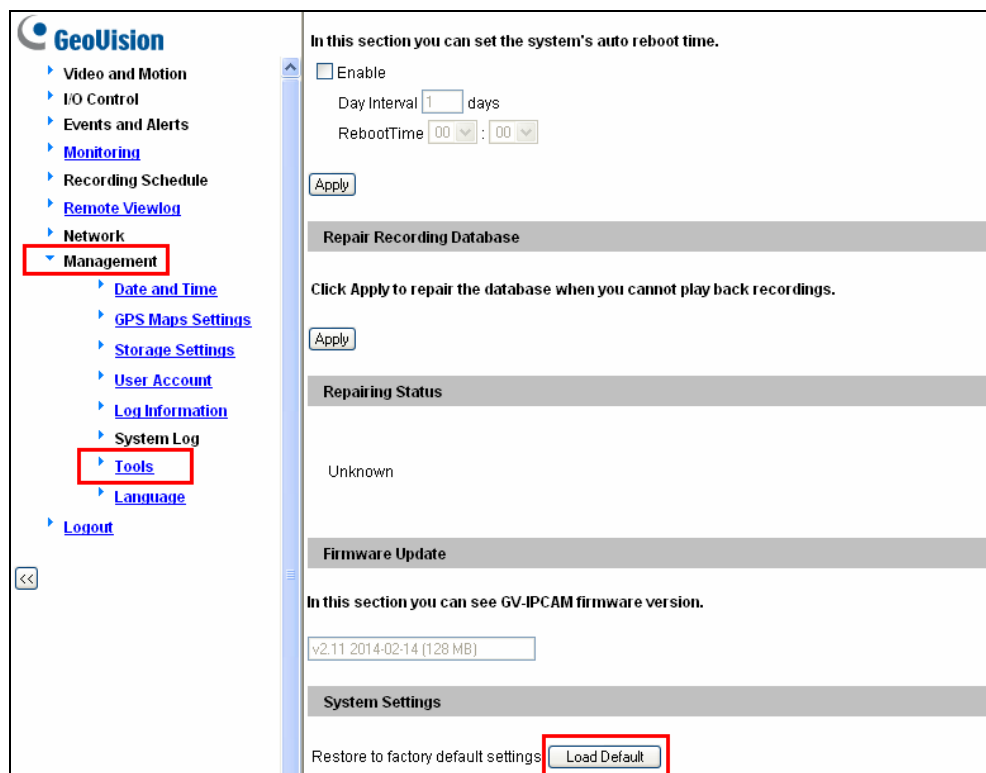 GeoVision
Video and Motion
I/O Control
Events and Alerts
Monitoring
Recording Schedule
Remote Viewlog
Network
Management
Date and Time
GPS Maps Settings
Storage Settings
User Account
Log Information
System Log
Tools
Language
Logout
<<
In this section you can set the system's auto reboot time.
Enable
Day Interval 1 days
RebootTime 00 : 00
Apply
Repair Recording Database
Click Apply to repair the database when you cannot play back recordings.
Apply
Repairing Status
Unknown
Firmware Update
In this section you can see GV-IPCAM firmware version.
v2.11 2014-02-14 (128 MB)
System Settings
Restore to factory default settings Load Default